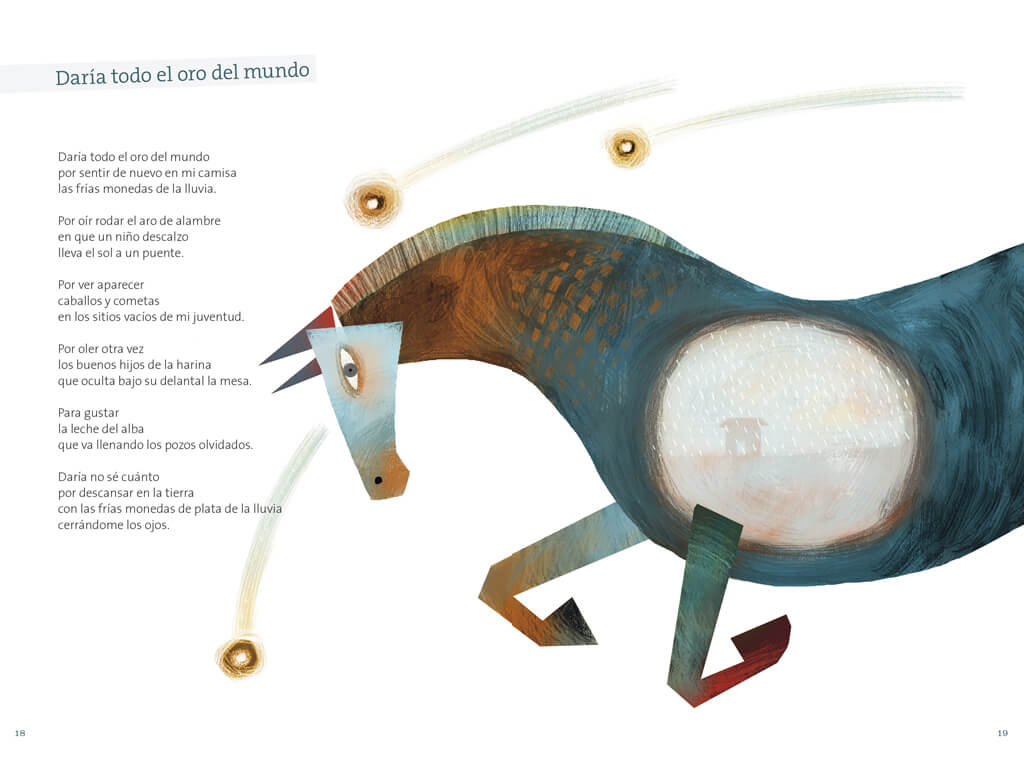 Daría todo el oro del mundo
Daría todo el oro del mundo
por sentir de nuevo en mi camisa
las frías monedas de la lluvia.
Por oír rodar el aro de alambre
en que un niño descalzo
lleva el sol a un puente.
Por ver aparecer
caballos y cometas
en los sitios vacíos de mi juventud.
Por oler otra vez
los buenos hijos de la harina
que oculta bajo su delantal la mesa.
Para gustar
la leche del alba
que va llenando los pozos olvidados.
Daría no sé cuánto
por descansar en la tierra
con las frías monedas de plata de la lluvia
cerrándome los ojos.
18
19